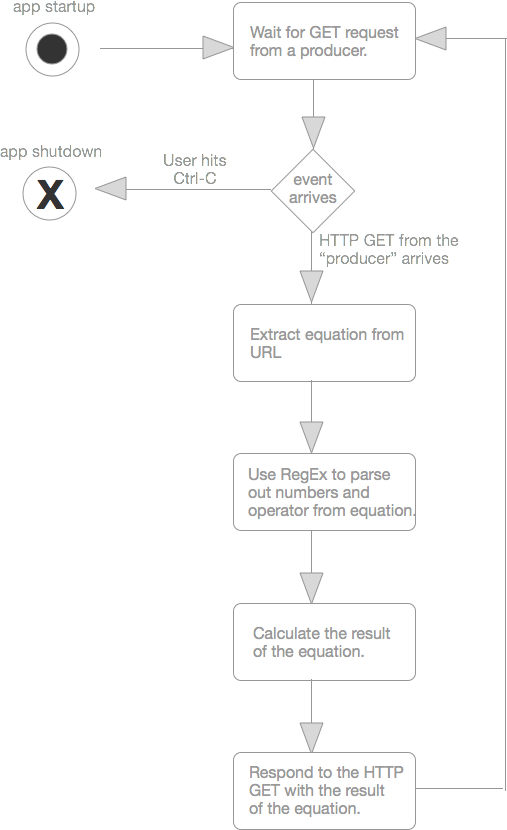 app startup
Wait for GET request
from a producer.
app shutdown
X
User hits
Ctrl-C
event
arrives
HTTP GET from the
“producer” arrives
Extract equation from
URL
Use RegEx to parse
out numbers and
operator from equation.
Calculate the result
of the equation.
Respond to the HTTP
GET with the result
of the equation.